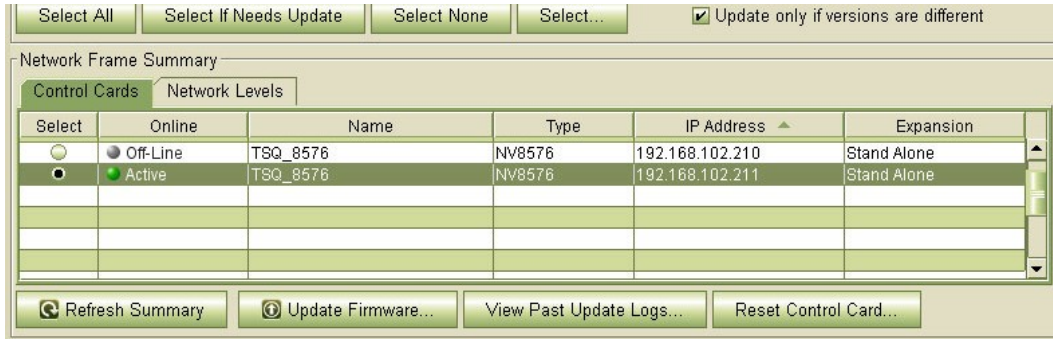 Select All Select If Needs Update Select None Select... Update only if versions are different
Network Frame Summary
Control Cards Network Levels
Select Online Name Type IP Address Expansion
Off-Line TSQ_8576 NV8576 192.168.102.210 Stand Alone
Active TSQ_8576 NV8576 192.168.102.211 Stand Alone
Refresh Summary Update Firmware... View Past Update Logs... Reset Control Card...